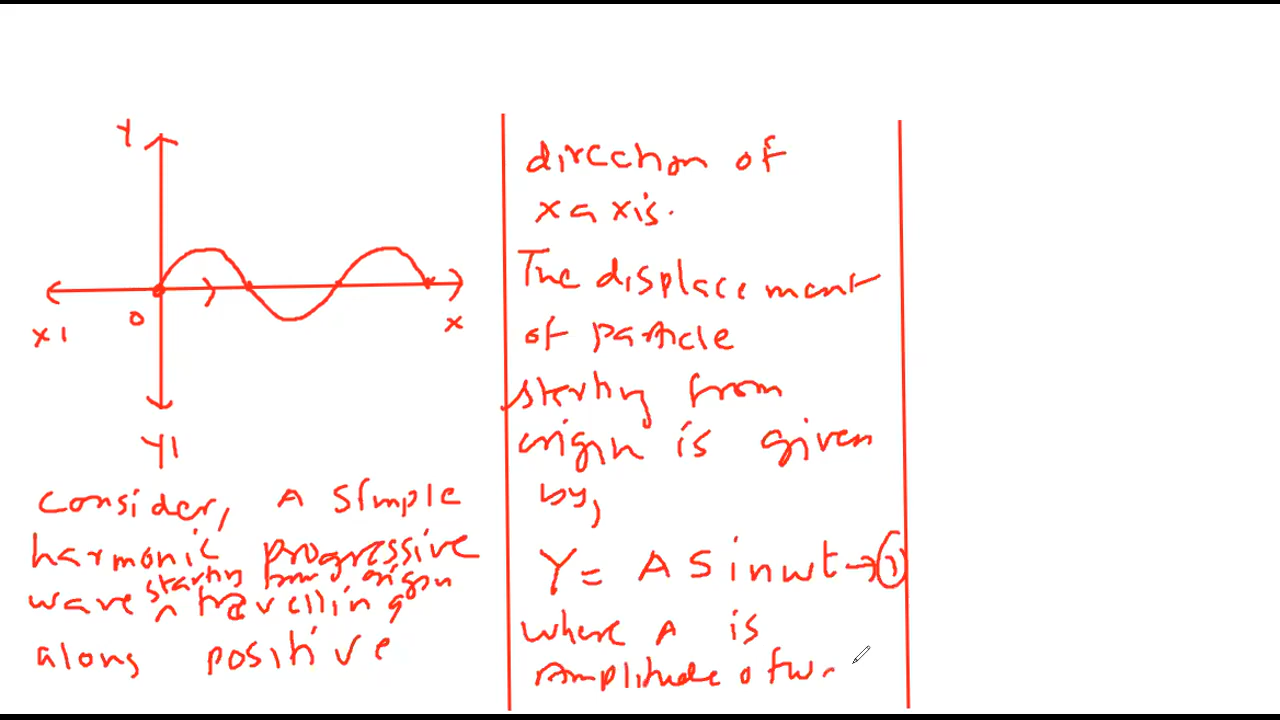 Y
0
X1
X
Y1
Consider, A simple
harmonic progressive
starting from origin
wave ^ travelling
along positive
direction of
x axis.
The displacement
of particle
starting from
origin is given
by,
Y = A Sinwt → 1
where A is
Amplitude of w